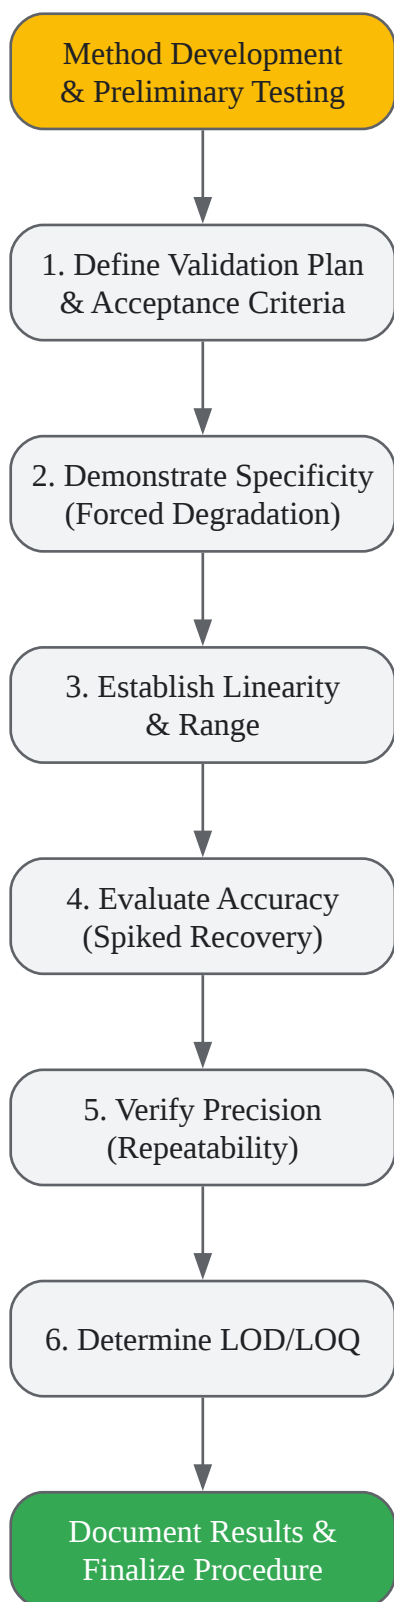 Method Development
& Preliminary Testing
1. Define Validation Plan
& Acceptance Criteria
2. Demonstrate Specificity
(Forced Degradation)
3. Establish Linearity
& Range
4. Evaluate Accuracy
(Spiked Recovery)
5. Verify Precision
(Repeatability)
6. Determine LOD/LOQ
Document Results &
Finalize Procedure